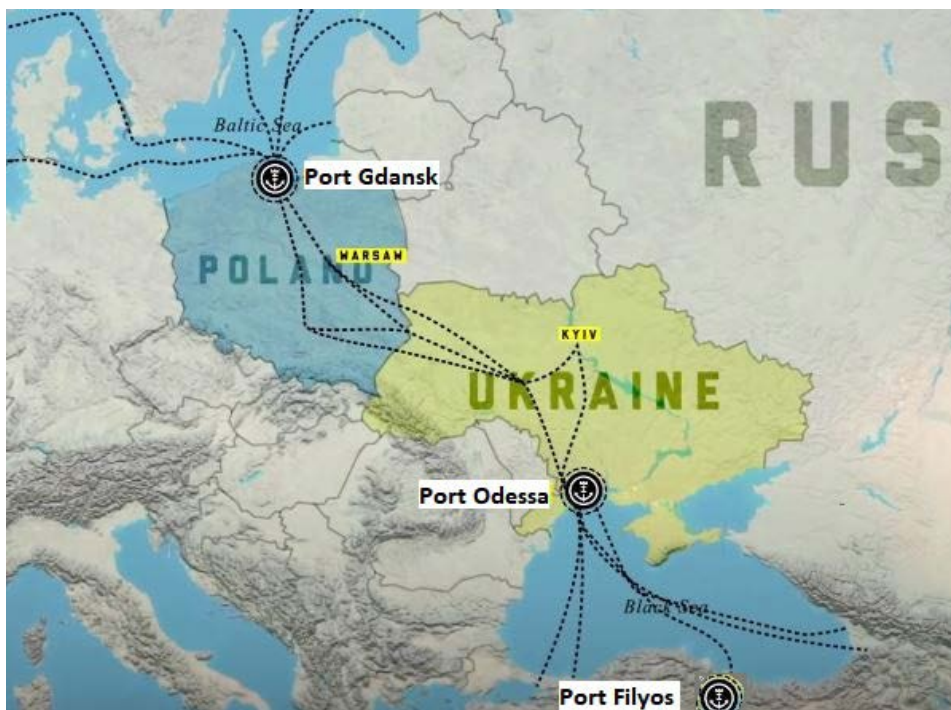 RUS
Baltic Sea
Port Gdansk
WARSAW
POLAND
KYIV
UKRAINE
Port Odessa
Black Sea
Port Filyos